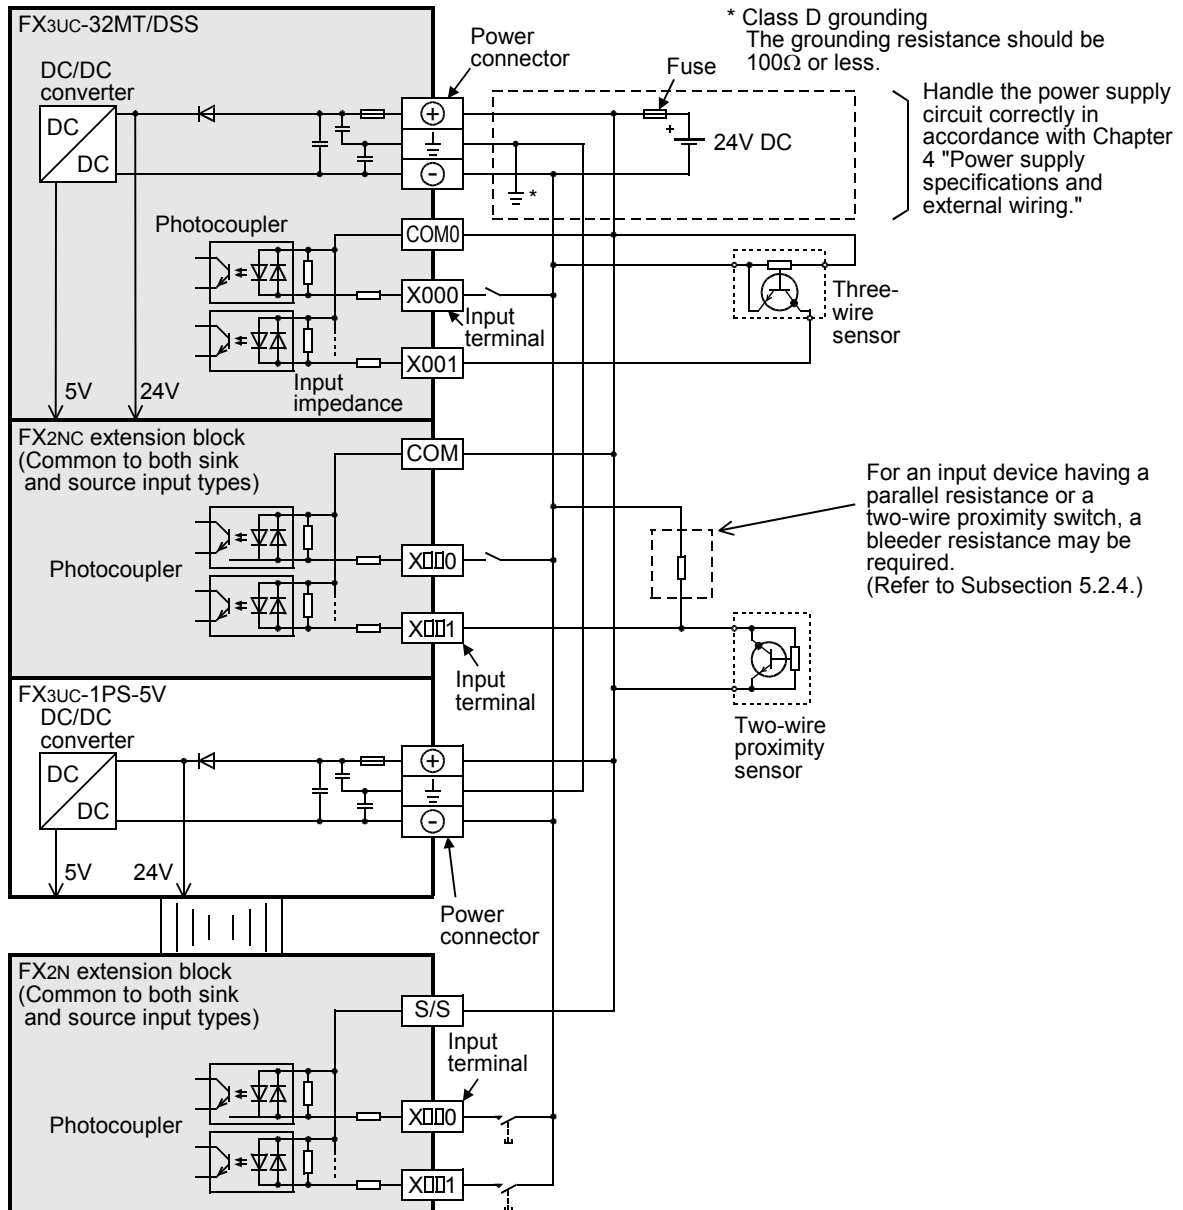 FX3UC-32MT/DSS
DC/DC
converter
DC
DC
Power
connector
* Class D grounding
The grounding resistance should be
100Ω or less.
Fuse
+
24V DC
*
Handle the power supply
circuit correctly in
accordance with Chapter
4 "Power supply
specifications and
external wiring."
Photocoupler
COM0
X000
Input
terminal
X001
Input
impedance
5V
24V
Three-
wire
sensor
FX2NC extension block
(Common to both sink
and source input types)
COM
Photocoupler
X▯▯0
X▯▯1
Input
terminal
For an input device having a
parallel resistance or a
two-wire proximity switch, a
bleeder resistance may be
required.
(Refer to Subsection 5.2.4.)
Two-wire
proximity
sensor
FX3UC-1PS-5V
DC/DC
converter
DC
DC
5V
24V
Power
connector
FX2N extension block
(Common to both sink
and source input types)
S/S
Input
terminal
Photocoupler
X▯▯0
X▯▯1